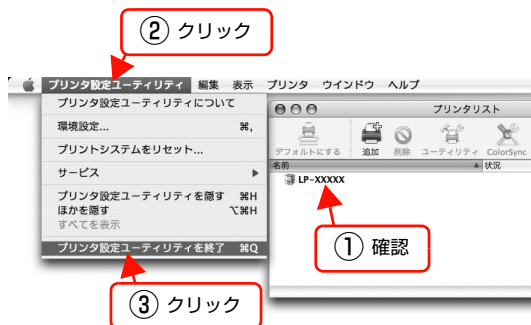 ② クリック
プリンタ設定ユーティリティ 編集 表示 プリンタ ウインドウ ヘルプ
プリンタ設定ユーティリティについて
環境設定... ⌘,
プリントシステムをリセット...
サービス ▶
プリンタ設定ユーティリティを隠す ⌘H
ほかを隠す ⌥⌘H
すべてを表示
プリンタ設定ユーティリティを終了 ⌘Q
プリンタリスト
デフォルトにする 追加 削除 ユーティリティ ColorSync
名前 ▲ 状況
LP-XXXXX
① 確認
③ クリック